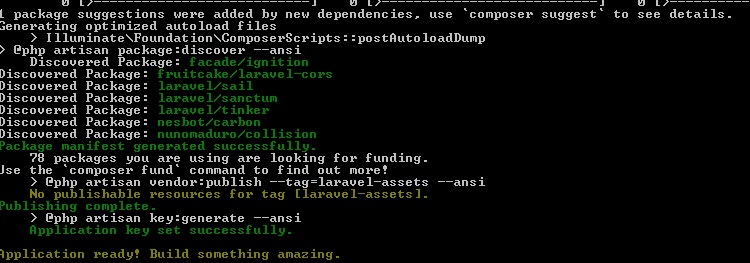 0 [>---------------------------]    0 [>---------------------------]    0 [>--
1 package suggestions were added by new dependencies, use `composer suggest` to see details.
Generating optimized autoload files
> Illuminate\Foundation\ComposerScripts::postAutoloadDump
> @php artisan package:discover --ansi
Discovered Package: facade/ignition
Discovered Package: fruitcake/laravel-cors
Discovered Package: laravel/sail
Discovered Package: laravel/sanctum
Discovered Package: laravel/tinker
Discovered Package: nesbot/carbon
Discovered Package: nunomaduro/collision
Package manifest generated successfully.
78 packages you are using are looking for funding.
Use the `composer fund` command to find out more!
> @php artisan vendor:publish --tag=laravel-assets --ansi
No publishable resources for tag [laravel-assets].
Publishing complete.
> @php artisan key:generate --ansi
Application key set successfully.
Application ready! Build something amazing.